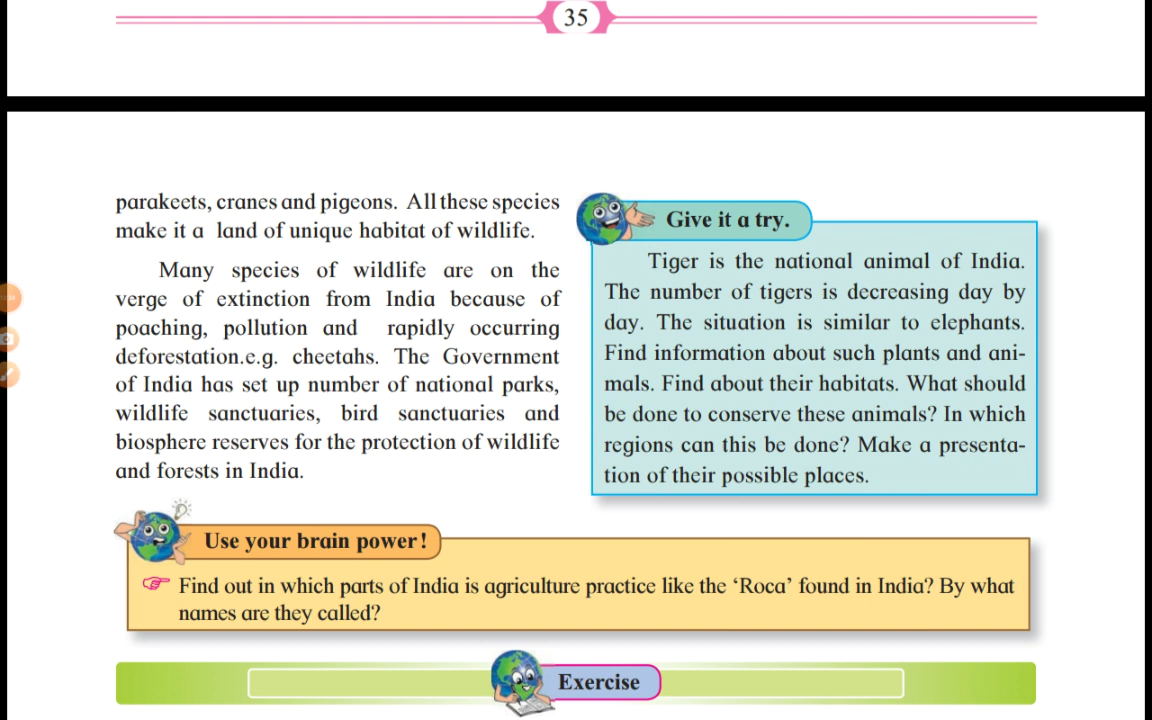 35
parakeets, cranes and pigeons. All these species
make it a land of unique habitat of wildlife.
Many species of wildlife are on the
verge of extinction from India because of
poaching, pollution and rapidly occurring
deforestation.e.g. cheetahs. The Government
of India has set up number of national parks,
wildlife sanctuaries, bird sanctuaries and
biosphere reserves for the protection of wildlife
and forests in India.
Give it a try.
Tiger is the national animal of India.
The number of tigers is decreasing day by
day. The situation is similar to elephants.
Find information about such plants and ani-
mals. Find about their habitats. What should
be done to conserve these animals? In which
regions can this be done? Make a presenta-
tion of their possible places.
Use your brain power!
Find out in which parts of India is agriculture practice like the ‘Roca’ found in India? By what
names are they called?
Exercise